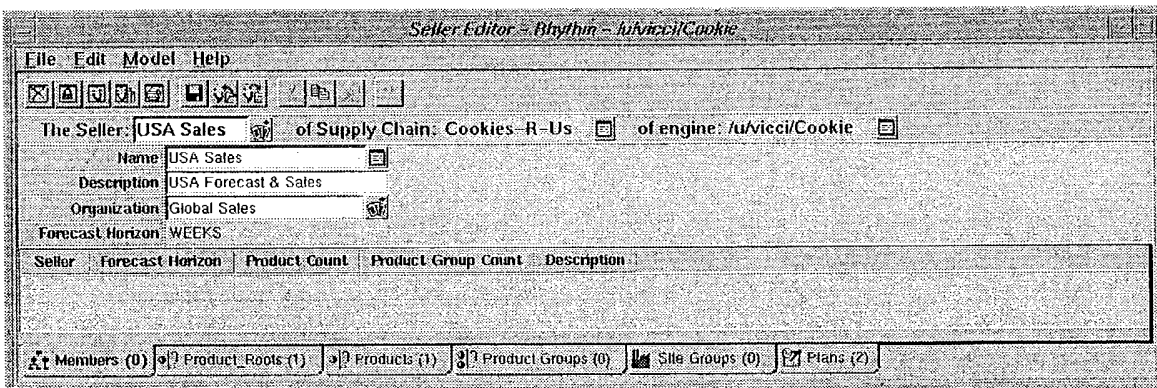 Seller Editor - Rhythm - /u/vicci/Cookie
File Edit Model Help
The Seller: USA Sales of Supply Chain: Cookies-R-Us of engine: /u/vicci/Cookie
Name USA Sales
Description USA Forecast & Sales
Organization Global Sales
Forecast Horizon WEEKS
Seller Forecast Horizon Product Count Product Group Count Description
Members (0) Product_Roots (1) Products (1) Product Groups (0) Site Groups (0) Plans (2)